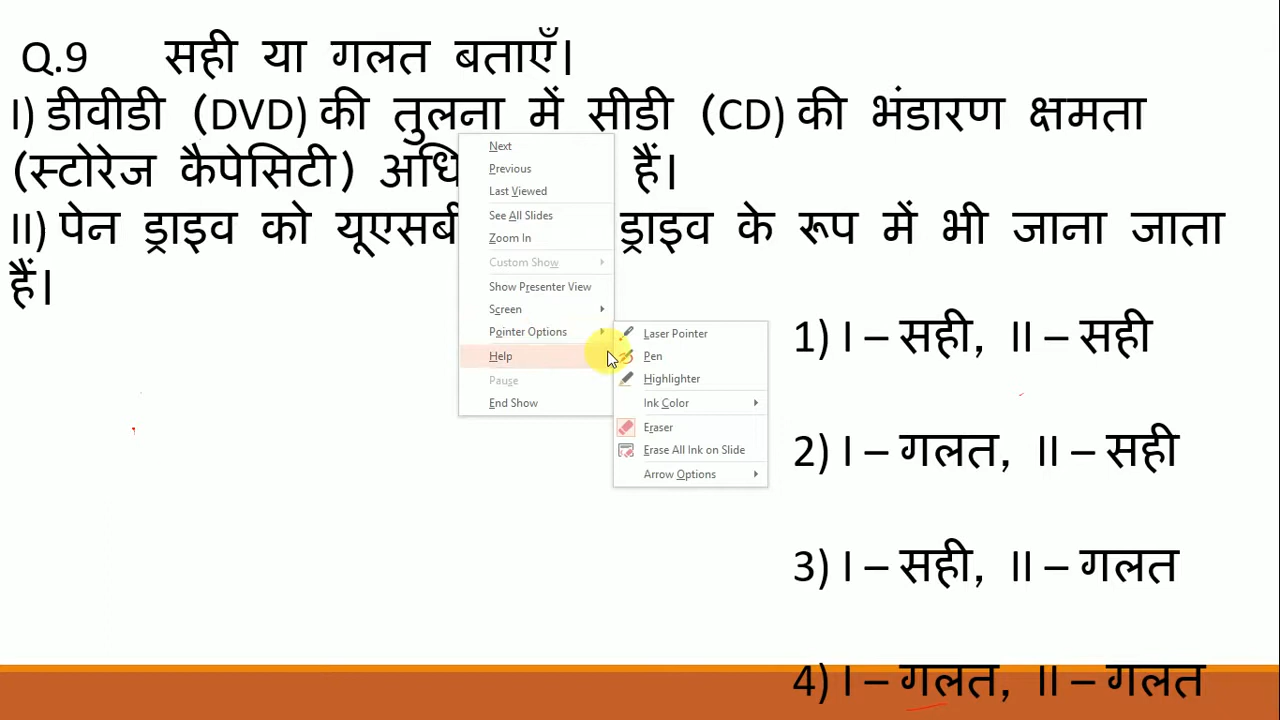 Q.9 सही या गलत बताएँ।
I) डीवीडी (DVD) की तुलना में सीडी (CD) की भंडारण क्षमता
(स्टोरेज कैपेसिटी) हैं।
II) पेन ड्राइव को ड्राइव के रूप में भी जाना जाता
हैं।
Next
Previous
Last Viewed
See All Slides
Zoom In
Custom Show
Show Presenter View
Screen
Pointer Options
Help
Pause
End Show
Laser Pointer
Pen
Highlighter
Ink Color
Eraser
Erase All Ink on Slide
Arrow Options
1) I – सही, II – सही
2) I – गलत, II – सही
3) I – सही, II – गलत
4) I – गलत, II – गलत